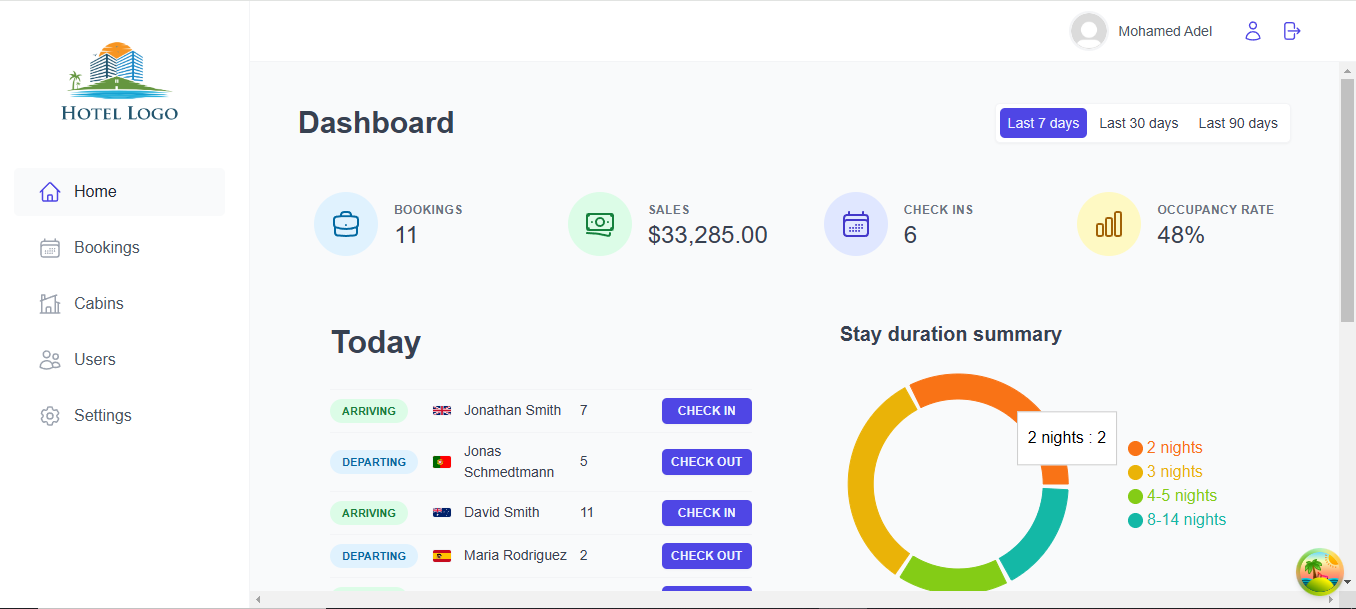 Mohamed Adel
HOTEL LOGO
Home
Bookings
Cabins
Users
Settings
Dashboard
Last 7 days Last 30 days Last 90 days
BOOKINGS
11
SALES
$33,285.00
CHECK INS
6
OCCUPANCY RATE
48%
Today
ARRIVING Jonathan Smith 7 CHECK IN
DEPARTING Jonas Schmedtmann 5 CHECK OUT
ARRIVING David Smith 11 CHECK IN
DEPARTING Maria Rodriguez 2 CHECK OUT
Stay duration summary
2 nights : 2
2 nights
3 nights
4-5 nights
8-14 nights